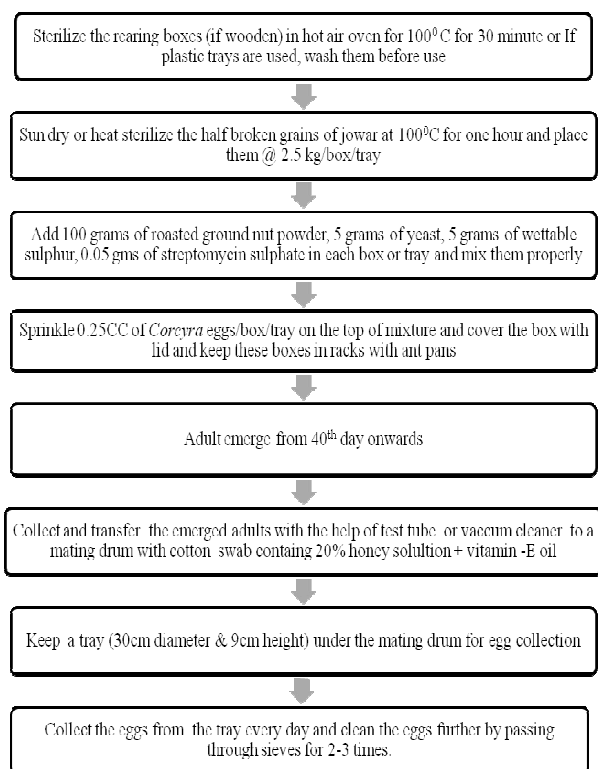 Sterilize the rearing boxes (if wooden) in hot air oven for 100⁰ C for 30 minute or If
plastic trays are used, wash them before use
Sun dry or heat sterilize the half broken grains of jowar at 100⁰C for one hour and place
them @ 2.5 kg/box/tray
Add 100 grams of roasted ground nut powder, 5 grams of yeast, 5 grams of wettable
sulphur, 0.05 gms of streptomycin sulphate in each box or tray and mix them properly
Sprinkle 0.25CC of Corcyra eggs/box/tray on the top of mixture and cover the box with
lid and keep these boxes in racks with ant pans
Adult emerge from 40th day onwards
Collect and transfer the emerged adults with the help of test tube or vaccum cleaner to a
mating drum with cotton swab containg 20% honey solultion + vitamin -E oil
Keep a tray (30cm diameter & 9cm height) under the mating drum for egg collection
Collect the eggs from the tray every day and clean the eggs further by passing
through sieves for 2-3 times.